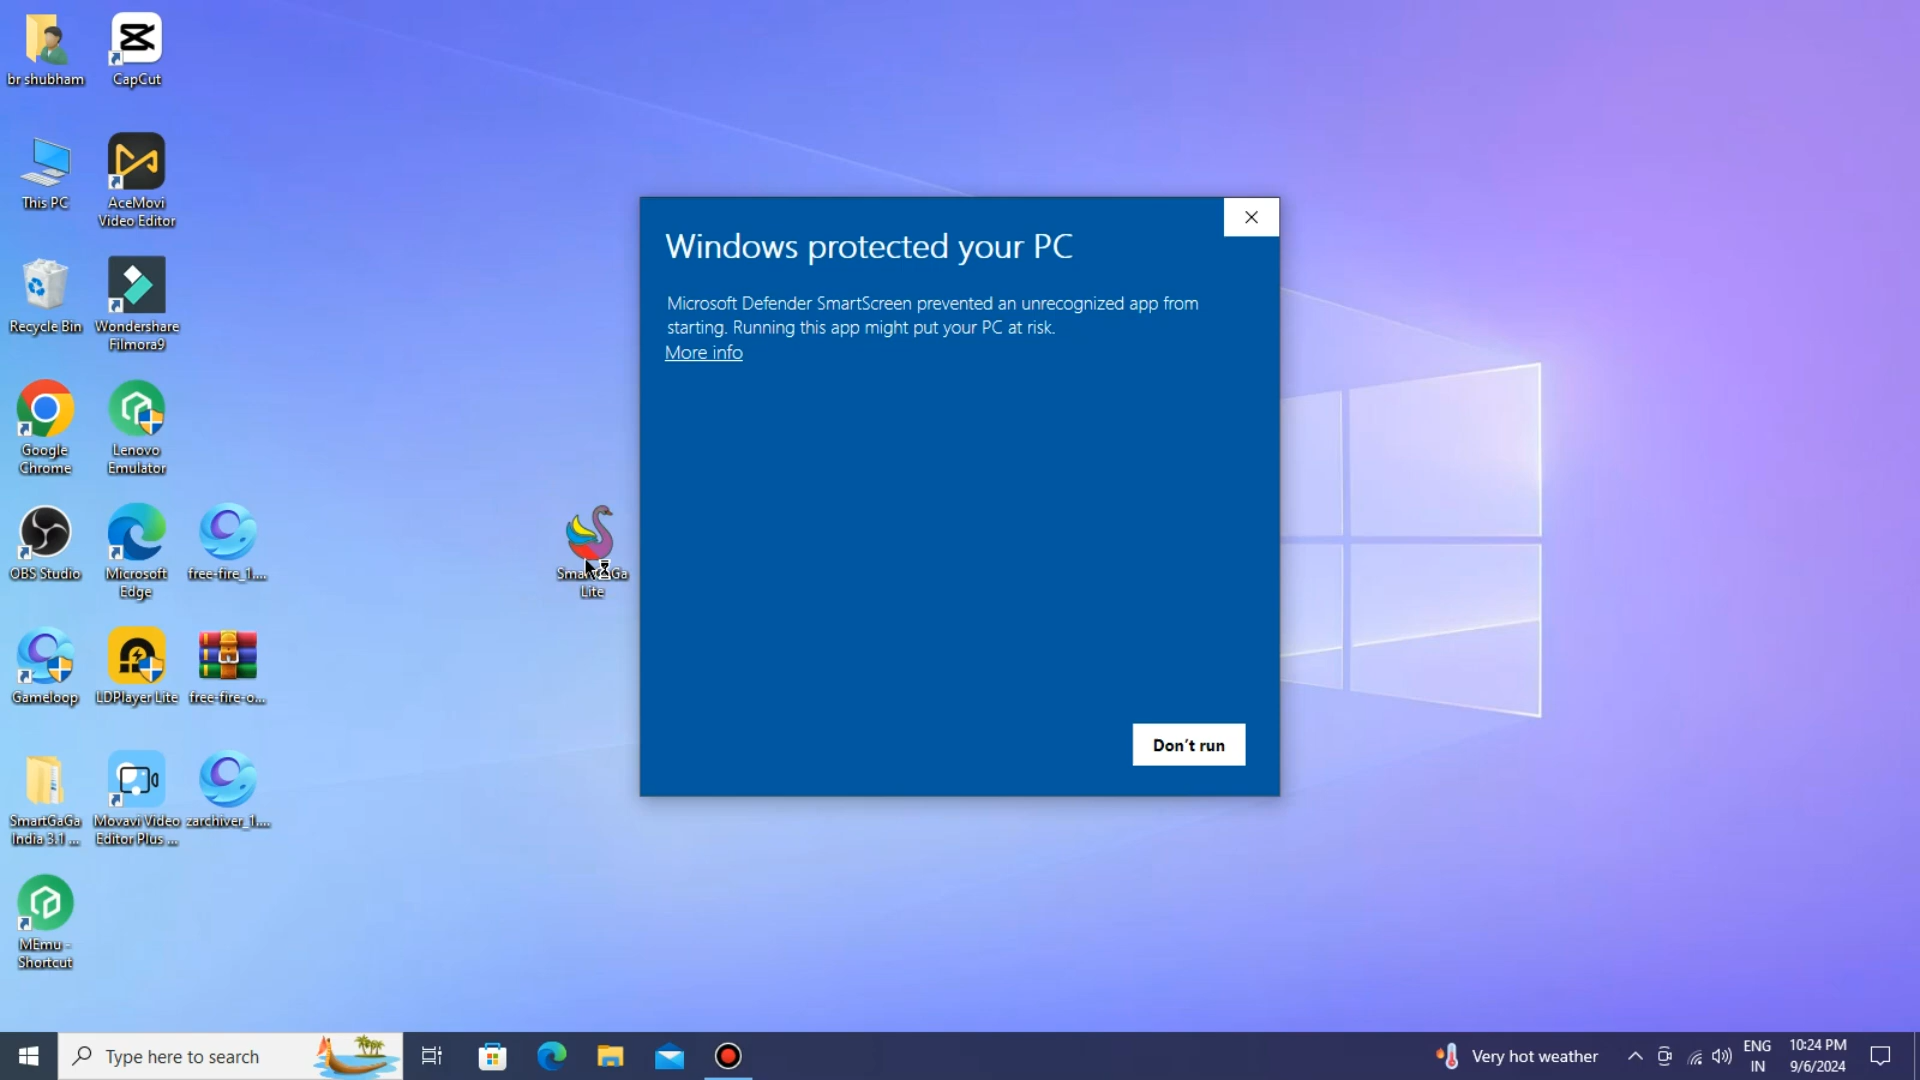 br shubham
CapCut
This PC
AceMovi
Video Editor
Recycle Bin
Wondershare
Filmora9
Google
Chrome
Lenovo
Emulator
OBS Studio
Microsoft
Edge
free-fire_1....
Gameloop
LDPlayer Lite
free-fire-o...
SmartGaGa
India 3.1 ...
Movavi Video
Editor Plus ...
zarchiver_1....
MEmu -
Shortcut
SmartGaGa
Lite
Windows protected your PC
Microsoft Defender SmartScreen prevented an unrecognized app from
starting. Running this app might put your PC at risk.
More info
Don't run
Type here to search
Very hot weather
ENG
IN
10:24 PM
9/6/2024